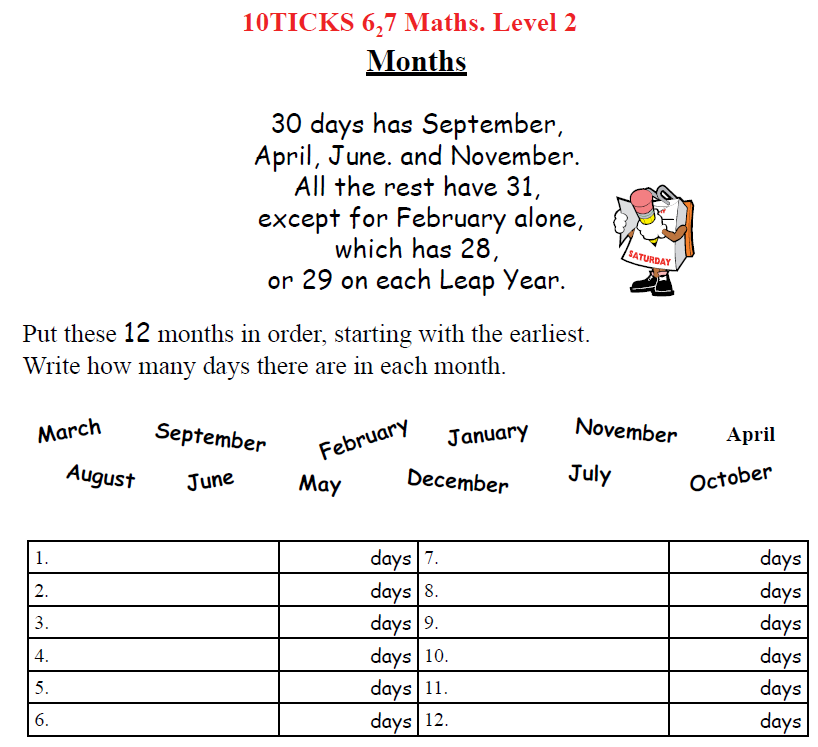 10TICKS 6,7 Maths. Level 2
Months
30 days has September,
April, June. and November.
All the rest have 31,
except for February alone,
which has 28,
or 29 on each Leap Year.
SATURDAY
Put these 12 months in order, starting with the earliest.
Write how many days there are in each month.
March September February January November April
August June May December July October
1. days 7. days
2. days 8. days
3. days 9. days
4. days 10. days
5. days 11. days
6. days 12. days